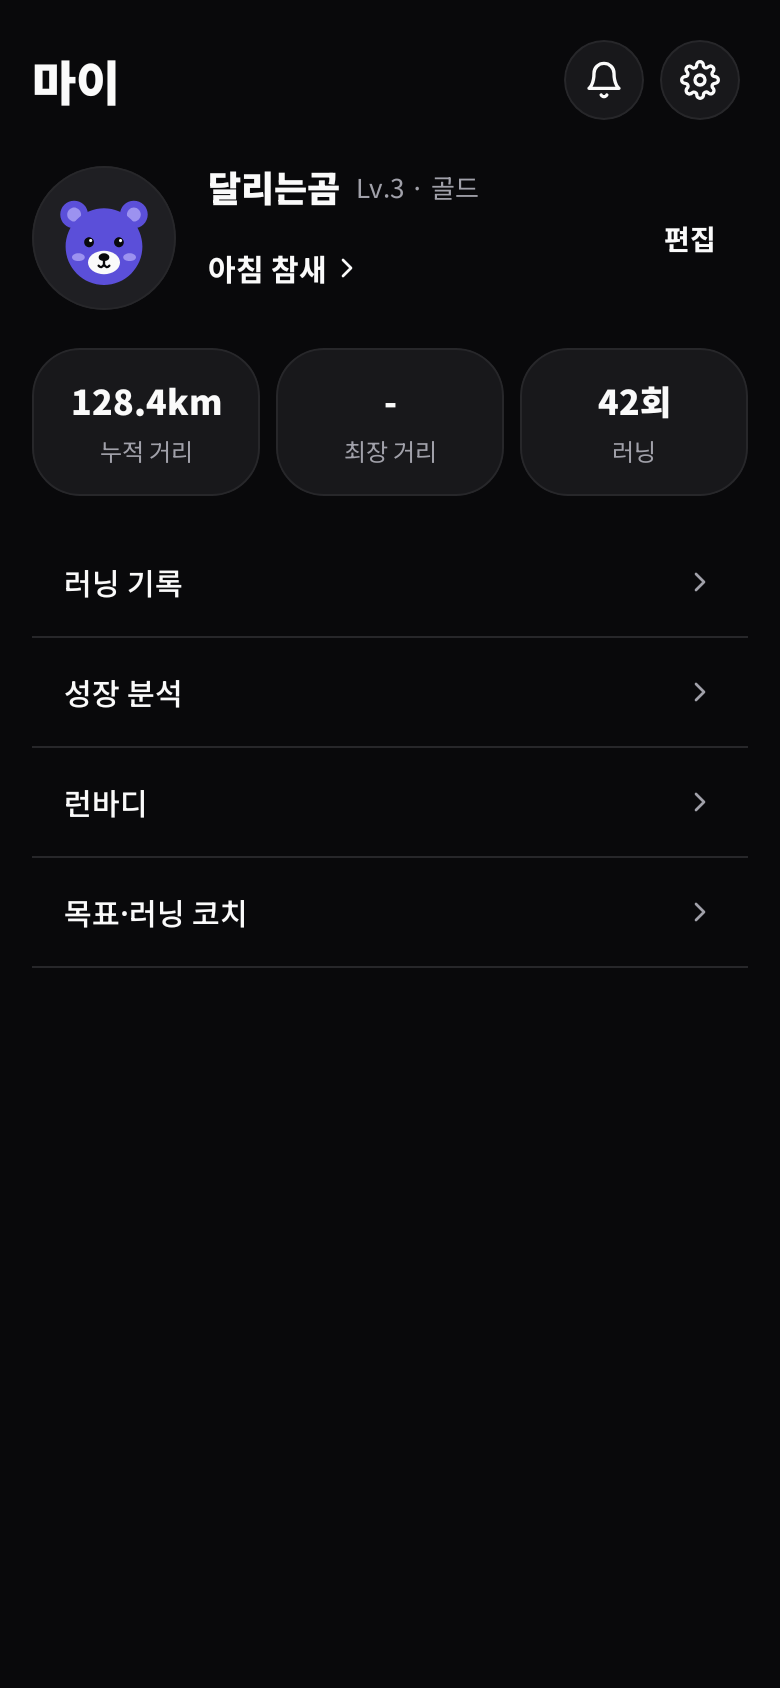 마이
달리는곰 Lv.3 · 골드
아침 참새
편집
128.4km
누적 거리
-
최장 거리
42회
러닝
러닝 기록
성장 분석
런바디
목표·러닝 코치